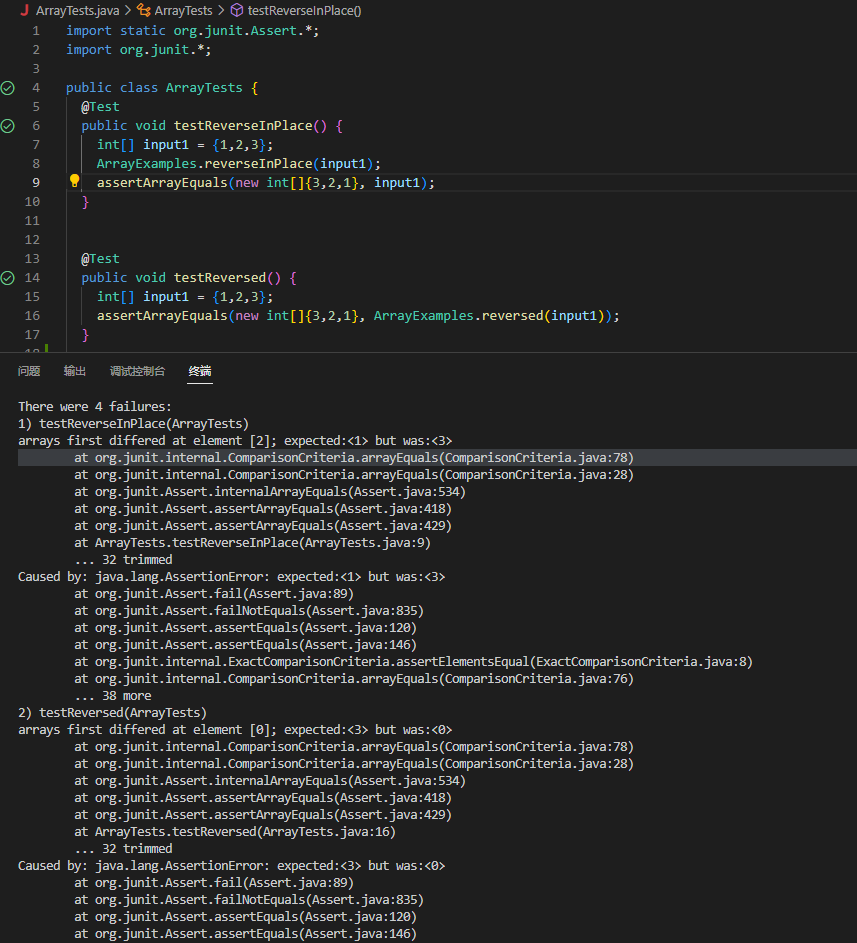 ArrayTests.java > ArrayTests > testReverseInPlace()
1 import static org.junit.Assert.*;
2 import org.junit.*;
3
4 public class ArrayTests {
5 @Test
6 public void testReverseInPlace() {
7 int[] input1 = {1,2,3};
8 ArrayExamples.reverseInPlace(input1);
9 assertArrayEquals(new int[]{3,2,1}, input1);
10 }
11
12
13 @Test
14 public void testReversed() {
15 int[] input1 = {1,2,3};
16 assertArrayEquals(new int[]{3,2,1}, ArrayExamples.reversed(input1));
17 }
18
问题 输出 调试控制台 终端
There were 4 failures:
1) testReverseInPlace(ArrayTests)
arrays first differed at element [2]; expected:<1> but was:<3>
at org.junit.internal.ComparisonCriteria.arrayEquals(ComparisonCriteria.java:78)
at org.junit.internal.ComparisonCriteria.arrayEquals(ComparisonCriteria.java:28)
at org.junit.Assert.internalArrayEquals(Assert.java:534)
at org.junit.Assert.assertArrayEquals(Assert.java:418)
at org.junit.Assert.assertArrayEquals(Assert.java:429)
at ArrayTests.testReverseInPlace(ArrayTests.java:9)
... 32 trimmed
Caused by: java.lang.AssertionError: expected:<1> but was:<3>
at org.junit.Assert.fail(Assert.java:89)
at org.junit.Assert.failNotEquals(Assert.java:835)
at org.junit.Assert.assertEquals(Assert.java:120)
at org.junit.Assert.assertEquals(Assert.java:146)
at org.junit.internal.ExactComparisonCriteria.assertElementsEqual(ExactComparisonCriteria.java:8)
at org.junit.internal.ComparisonCriteria.arrayEquals(ComparisonCriteria.java:76)
... 38 more
2) testReversed(ArrayTests)
arrays first differed at element [0]; expected:<3> but was:<0>
at org.junit.internal.ComparisonCriteria.arrayEquals(ComparisonCriteria.java:78)
at org.junit.internal.ComparisonCriteria.arrayEquals(ComparisonCriteria.java:28)
at org.junit.Assert.internalArrayEquals(Assert.java:534)
at org.junit.Assert.assertArrayEquals(Assert.java:418)
at org.junit.Assert.assertArrayEquals(Assert.java:429)
at ArrayTests.testReversed(ArrayTests.java:16)
... 32 trimmed
Caused by: java.lang.AssertionError: expected:<3> but was:<0>
at org.junit.Assert.fail(Assert.java:89)
at org.junit.Assert.failNotEquals(Assert.java:835)
at org.junit.Assert.assertEquals(Assert.java:120)
at org.junit.Assert.assertEquals(Assert.java:146)